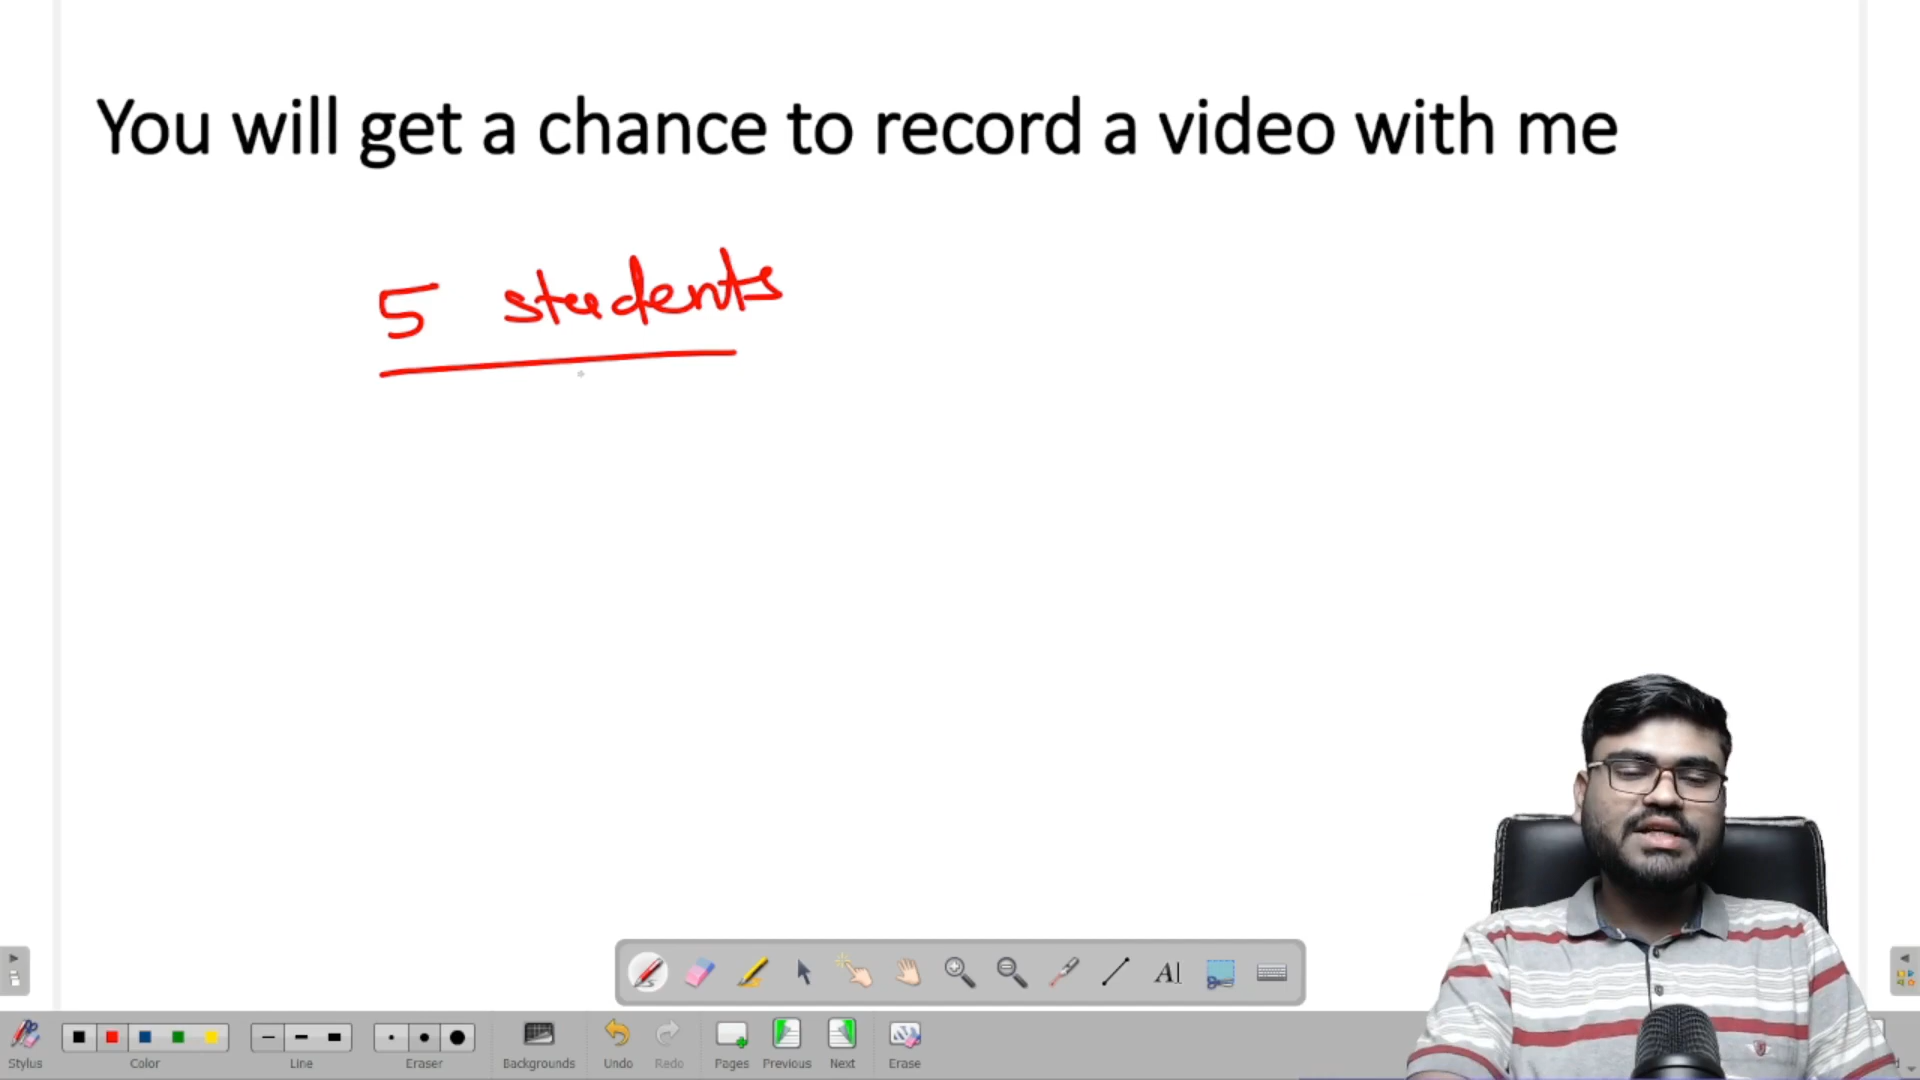 You will get a chance to record a video with me
5 students
AI
Stylus
Color
Line
Eraser
Backgrounds
Undo
Redo
Pages
Previous
Next
Erase